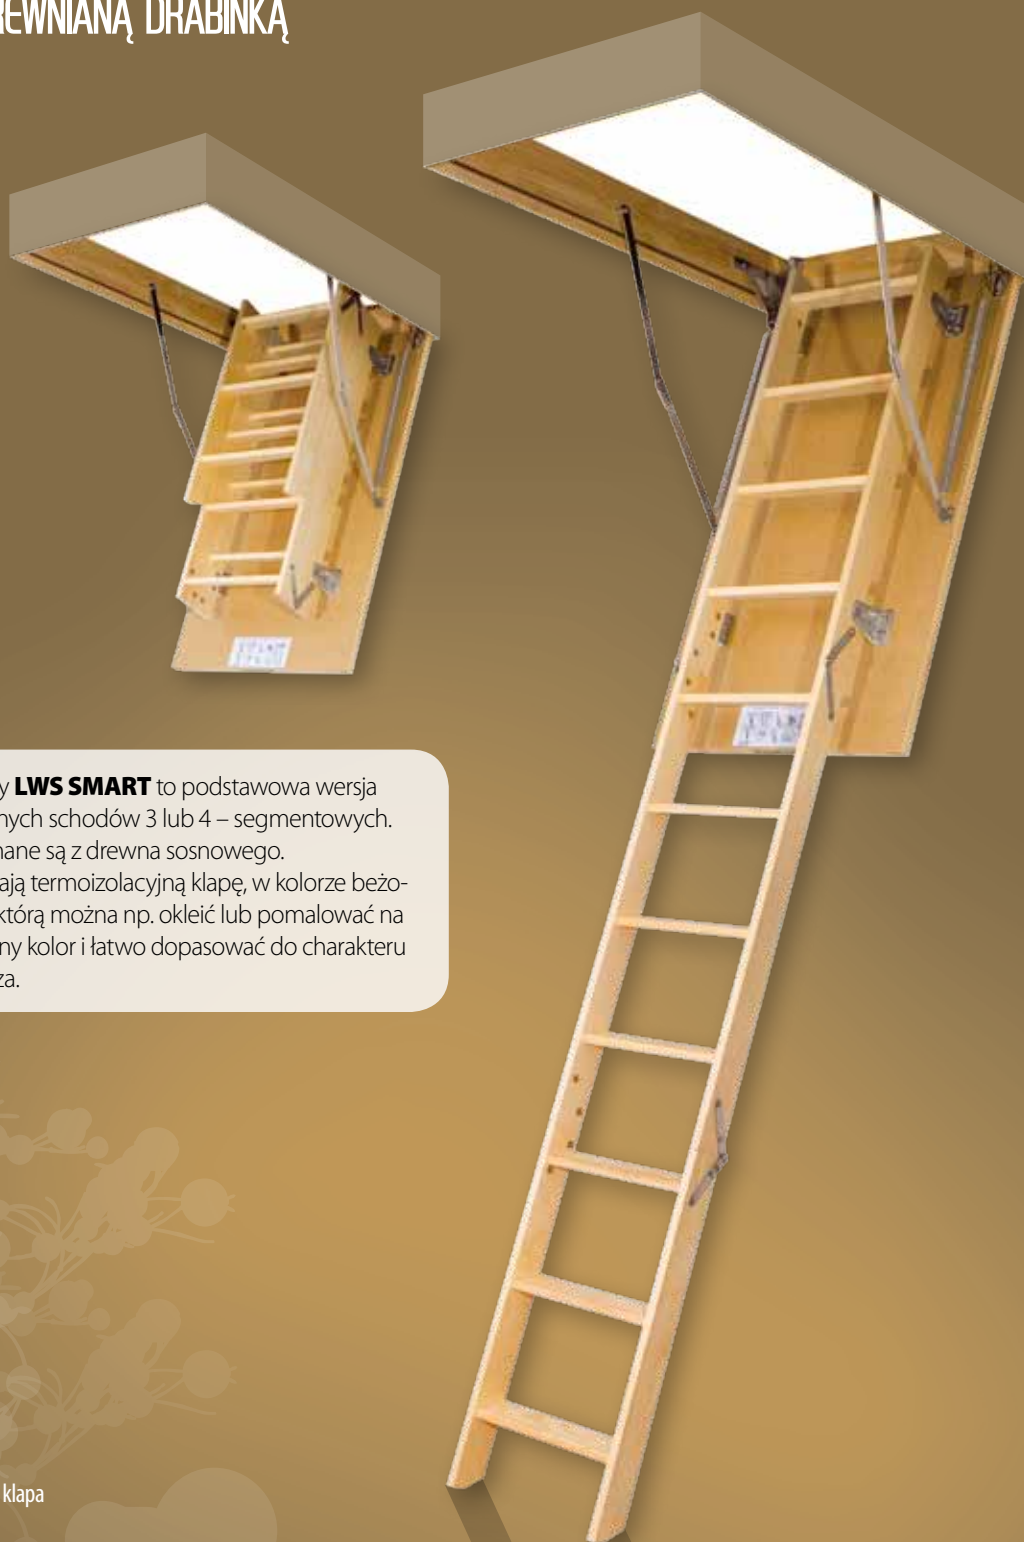 REWNIANĄ DRABINKĄ
y LWS SMART to podstawowa wersja
nych schodów 3 lub 4 – segmentowych.
nane są z drewna sosnowego.
ają termoizolacyjną klapę, w kolorze beżo-
którą można np. okleić lub pomalować na
ny kolor i łatwo dopasować do charakteru
za.
klapa